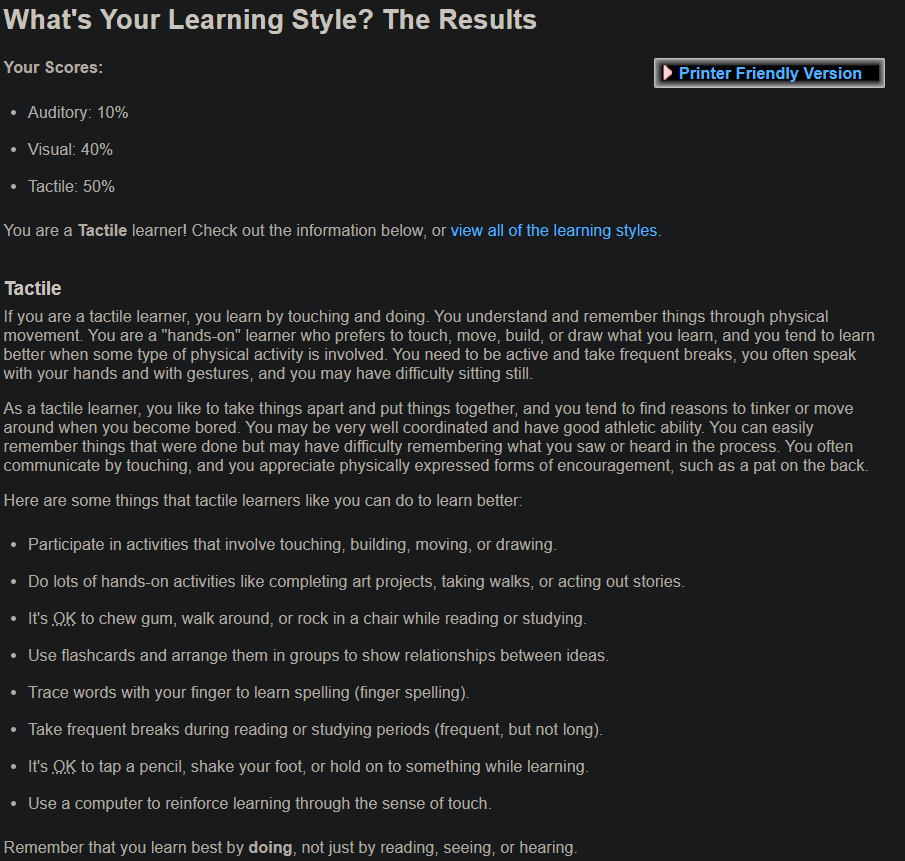 What's Your Learning Style? The Results
Your Scores:
Printer Friendly Version
• Auditory: 10%
• Visual: 40%
• Tactile: 50%
You are a Tactile learner! Check out the information below, or view all of the learning styles.
Tactile
If you are a tactile learner, you learn by touching and doing. You understand and remember things through physical
movement. You are a "hands-on" learner who prefers to touch, move, build, or draw what you learn, and you tend to learn
better when some type of physical activity is involved. You need to be active and take frequent breaks, you often speak
with your hands and with gestures, and you may have difficulty sitting still.
As a tactile learner, you like to take things apart and put things together, and you tend to find reasons to tinker or move
around when you become bored. You may be very well coordinated and have good athletic ability. You can easily
remember things that were done but may have difficulty remembering what you saw or heard in the process. You often
communicate by touching, and you appreciate physically expressed forms of encouragement, such as a pat on the back.
Here are some things that tactile learners like you can do to learn better:
• Participate in activities that involve touching, building, moving, or drawing.
• Do lots of hands-on activities like completing art projects, taking walks, or acting out stories.
• It's OK to chew gum, walk around, or rock in a chair while reading or studying.
• Use flashcards and arrange them in groups to show relationships between ideas.
• Trace words with your finger to learn spelling (finger spelling).
• Take frequent breaks during reading or studying periods (frequent, but not long).
• It's OK to tap a pencil, shake your foot, or hold on to something while learning.
• Use a computer to reinforce learning through the sense of touch.
Remember that you learn best by doing, not just by reading, seeing, or hearing.